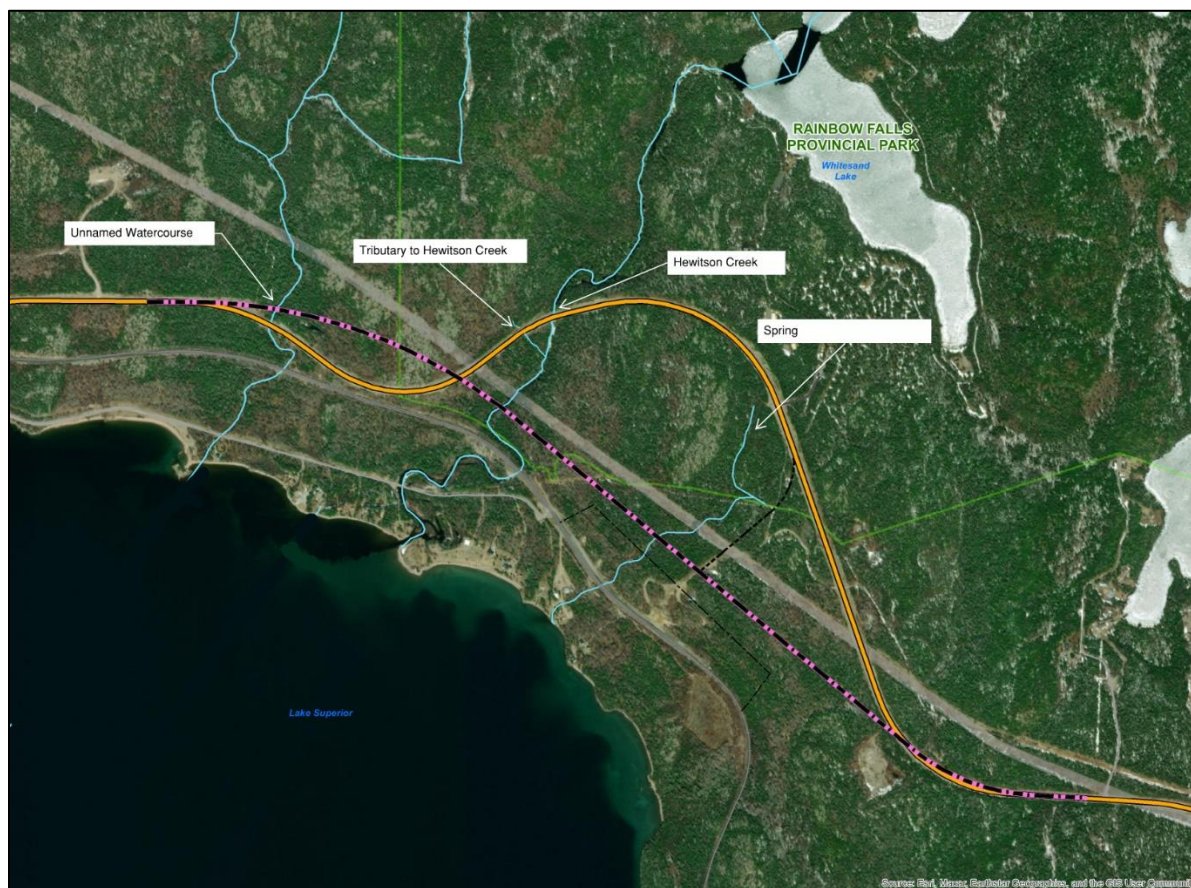 RAINBOW FALLS
PROVINCIAL PARK
Whitesand
Lake
Unnamed Watercourse
Tributary to Hewitson Creek
Hewitson Creek
Spring
Lake Superior
Source: Esri, Maxar, Earthstar Geographics, and the GIS User Communit